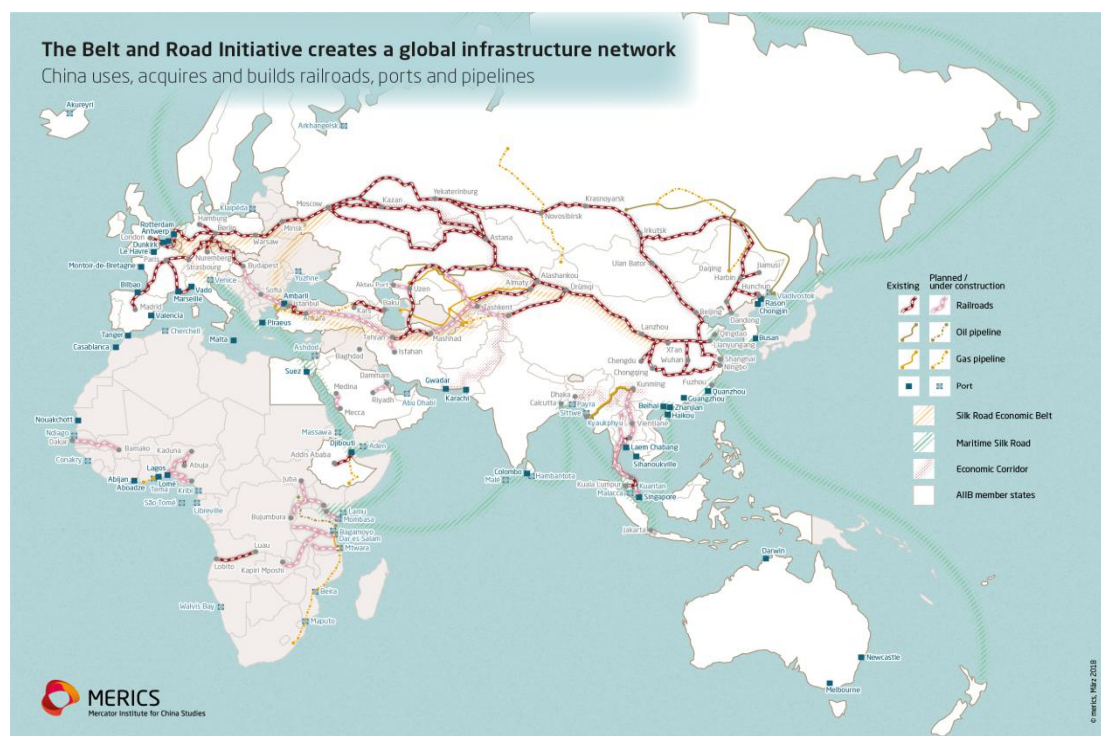 The Belt and Road Initiative creates a global infrastructure network
China uses, acquires and builds railroads, ports and pipelines
Akureyri
Arkhangelsk
Klaipėda
Hamburg
Rotterdam
Antwerp
Berlin
London
Dunkirk
Le Havre
Paris
Montoir-de-Bretagne
Strasbourg
Nuremberg
Warsaw
Minsk
Moscow
Kazan
Yekaterinburg
Novosibirsk
Krasnoyarsk
Irkutsk
Ulan Bator
Astana
Budapest
Yuzhne
Venice
Bilbao
Madrid
Marseille
Vado
Valencia
Sofia
Ambarli
Istanbul
Ankara
Kars
Baku
Aktau Port
Uzen
Almaty
Alashankou
Ürümqi
Tashkent
Daqing
Harbin
Jiamusi
Hunchun
Vladivostok
Rason
Chongjin
Beijing
Dandong
Qingdao
Lianyungang
Busan
Lanzhou
Xi'an
Wuhan
Chengdu
Chongqing
Shanghai
Ningbo
Fuzhou
Quanzhou
Guangzhou
Kunming
Beihai
Zhanjian
Haikou
Tanger
Casablanca
Cherchell
Malta
Piraeus
Tehran
Mashhad
Isfahan
Ashdod
Baghdad
Suez
Dammam
Medina
Riyadh
Mecca
Abu Dhabi
Gwadar
Karachi
Dhaka
Calcutta
Payra
Sittwe
Kyaukphyu
Vientiane
Laem Chabang
Sihanoukville
Nouakchott
Ndiago
Dakar
Bamako
Conakry
Kaduna
Abuja
Lagos
Lomé
Abijan
Aboadze
Tema
Kribi
São Tomé
Libreville
Massawa
Aden
Djibouti
Addis Ababa
Juba
Colombo
Hambantota
Malé
Kuala Lumpur
Kuantan
Malacca
Singapore
Jakarta
Lamu
Mombasa
Bujumbura
Bagamoyo
Dar es Salam
Mtwara
Luau
Lobito
Kapiri Mposhi
Walvis Bay
Beira
Maputo
Darwin
Newcastle
Melbourne
Existing
Planned /
under construction
Railroads
Oil pipeline
Gas pipeline
Port
Silk Road Economic Belt
Maritime Silk Road
Economic Corridor
AIIB member states
MERICS
Mercator Institute for China Studies
© merics, März 2018